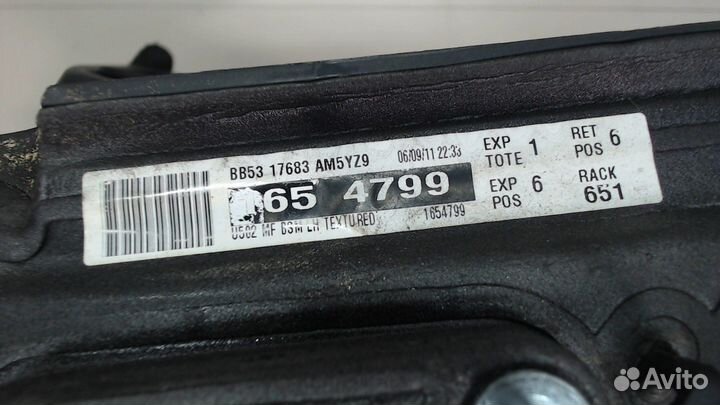 BB53 17683 AM5YZ9 06/09/11 22:33
65 4799
U502 MF GSM LH TEXTURED 1654799
EXP TOTE 1
RET POS 6
EXP POS 6
RACK 651
Avito